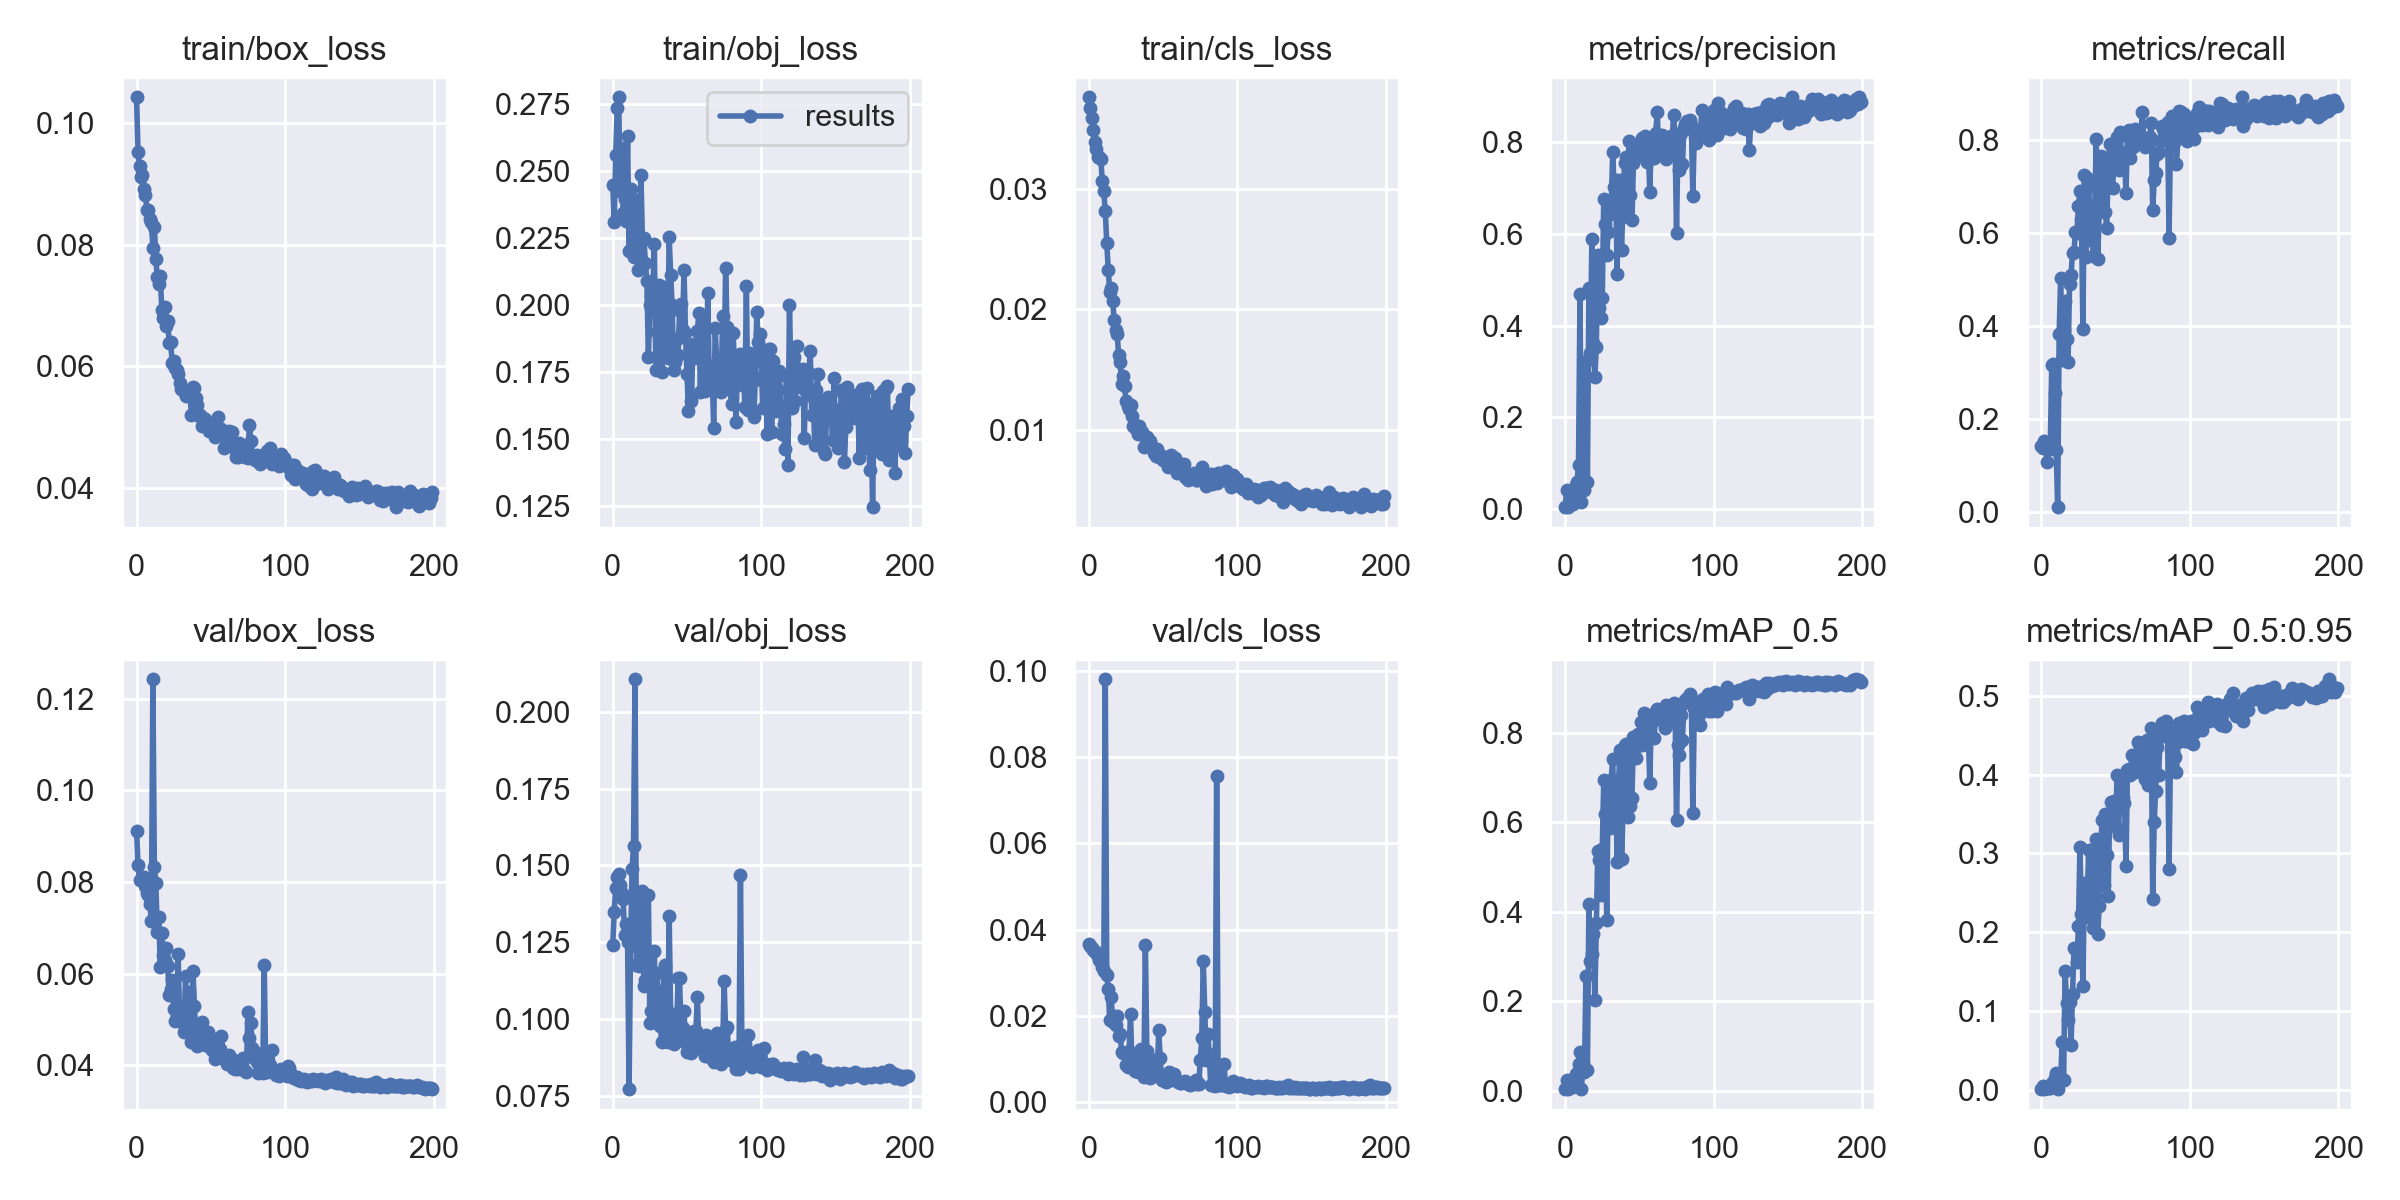 train/box_loss
0.10
0.08
0.06
0.04
0 100 200
train/obj_loss
results
0.275
0.250
0.225
0.200
0.175
0.150
0.125
0 100 200
train/cls_loss
0.03
0.02
0.01
0 100 200
metrics/precision
0.8
0.6
0.4
0.2
0.0
0 100 200
metrics/recall
0.8
0.6
0.4
0.2
0.0
0 100 200
val/box_loss
0.12
0.10
0.08
0.06
0.04
0 100 200
val/obj_loss
0.200
0.175
0.150
0.125
0.100
0.075
0 100 200
val/cls_loss
0.10
0.08
0.06
0.04
0.02
0.00
0 100 200
metrics/mAP_0.5
0.8
0.6
0.4
0.2
0.0
0 100 200
metrics/mAP_0.5:0.95
0.5
0.4
0.3
0.2
0.1
0.0
0 100 200